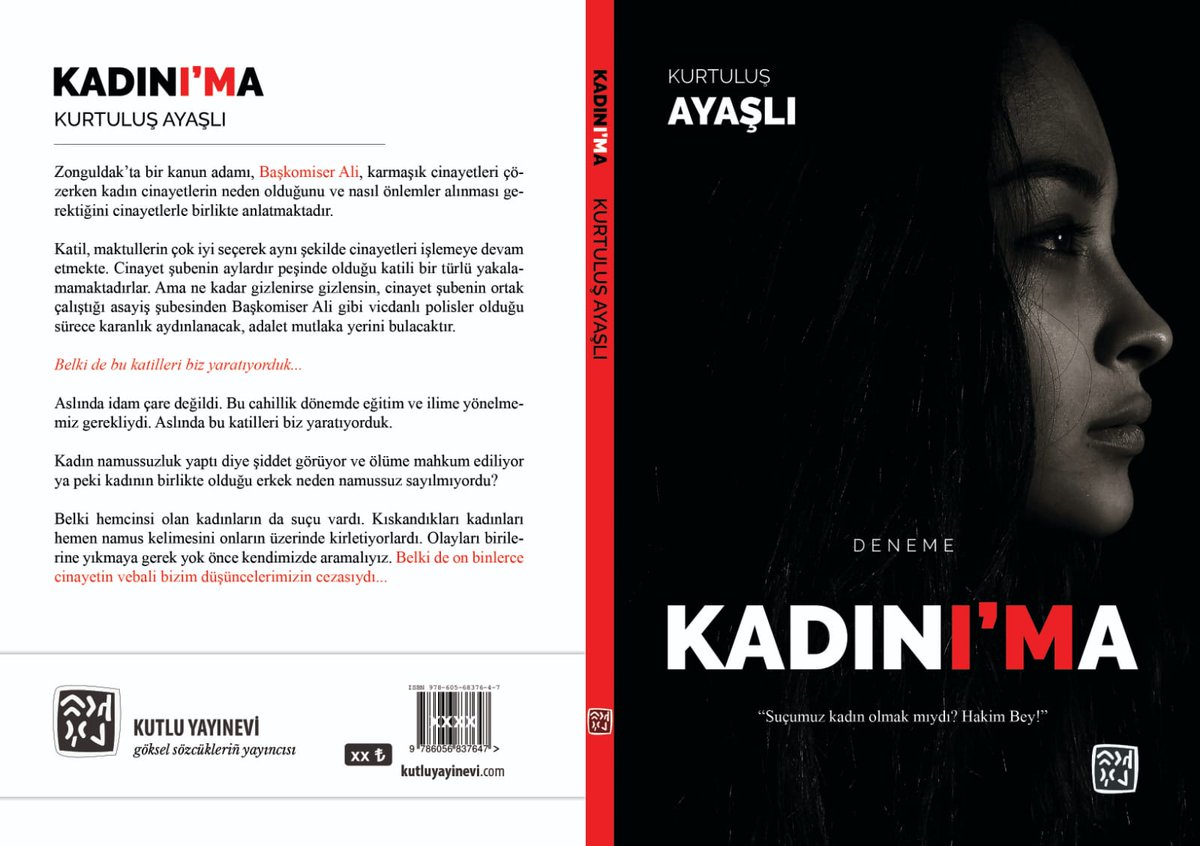 KADINI’MA
KURTULUŞ AYAŞLI
Zonguldak’ta bir kanun adamı, Başkomiser Ali, karmaşık cinayetleri çö-
zerken kadın cinayetlerin neden olduğunu ve nasıl önlemler alınması ge-
rektiğini cinayetlerle birlikte anlatmaktadır.
Katil, maktullerin çok iyi seçerek aynı şekilde cinayetleri işlemeye devam
etmekte. Cinayet şubenin aylardır peşinde olduğu katili bir türlü yakala-
mamaktadırlar. Ama ne kadar gizlenirse gizlensin, cinayet şubenin ortak
çalıştığı asayiş şubesinden Başkomiser Ali gibi vicdanlı polisler olduğu
sürece karanlık aydınlanacak, adalet mutlaka yerini bulacaktır.
Belki de bu katilleri biz yaratıyorduk...
Aslında idam çare değildi. Bu cahillik dönemde eğitim ve ilime yönelme-
miz gerekliydi. Aslında bu katilleri biz yaratıyorduk.
Kadın namussuzluk yaptı diye şiddet görüyor ve ölüme mahkum ediliyor
ya peki kadının birlikte olduğu erkek neden namussuz sayılmıyordu?
Belki hemcinsi olan kadınların da suçu vardı. Kıskandıkları kadınları
hemen namus kelimesini onların üzerinde kirletiyorlardı. Olayları birile-
rine yıkmaya gerek yok önce kendimizde aramalıyız. Belki de on binlerce
cinayetin vebali bizim düşüncelerimizin cezasıydı...
KUTLU YAYINEVİ
göksel sözcükleriñ yayıncısı
xx ₺
ISBN 978-605-68376-4-7
xxxx
9 786056 837647 >
kutluyayinevi.com
KADINI’MA KURTULUŞ AYAŞLI
KURTULUŞ
AYAŞLI
DENEME
KADINI’MA
“Suçumuz kadın olmak mıydı? Hakim Bey!”